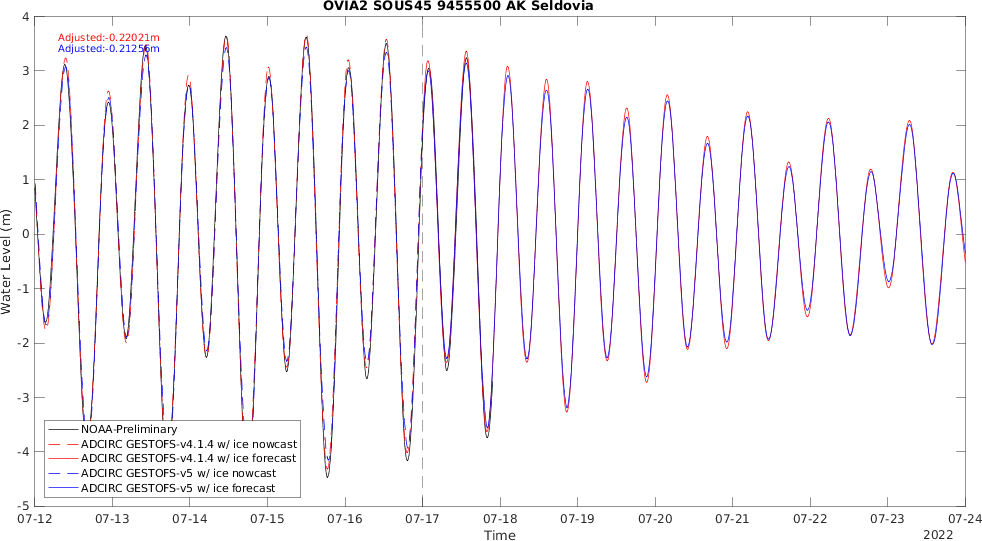 OVIA2 SOUS45 9455500 AK Seldovia
Adjusted:-0.22021m
Adjusted:-0.21256m
Water Level (m)
4
3
2
1
0
-1
-2
-3
-4
-5
NOAA-Preliminary
ADCIRC GESTOFS-v4.1.4 w/ ice nowcast
ADCIRC GESTOFS-v4.1.4 w/ ice forecast
ADCIRC GESTOFS-v5 w/ ice nowcast
ADCIRC GESTOFS-v5 w/ ice forecast
07-12 07-13 07-14 07-15 07-16 07-17 07-18 07-19 07-20 07-21 07-22 07-23 07-24
Time
2022